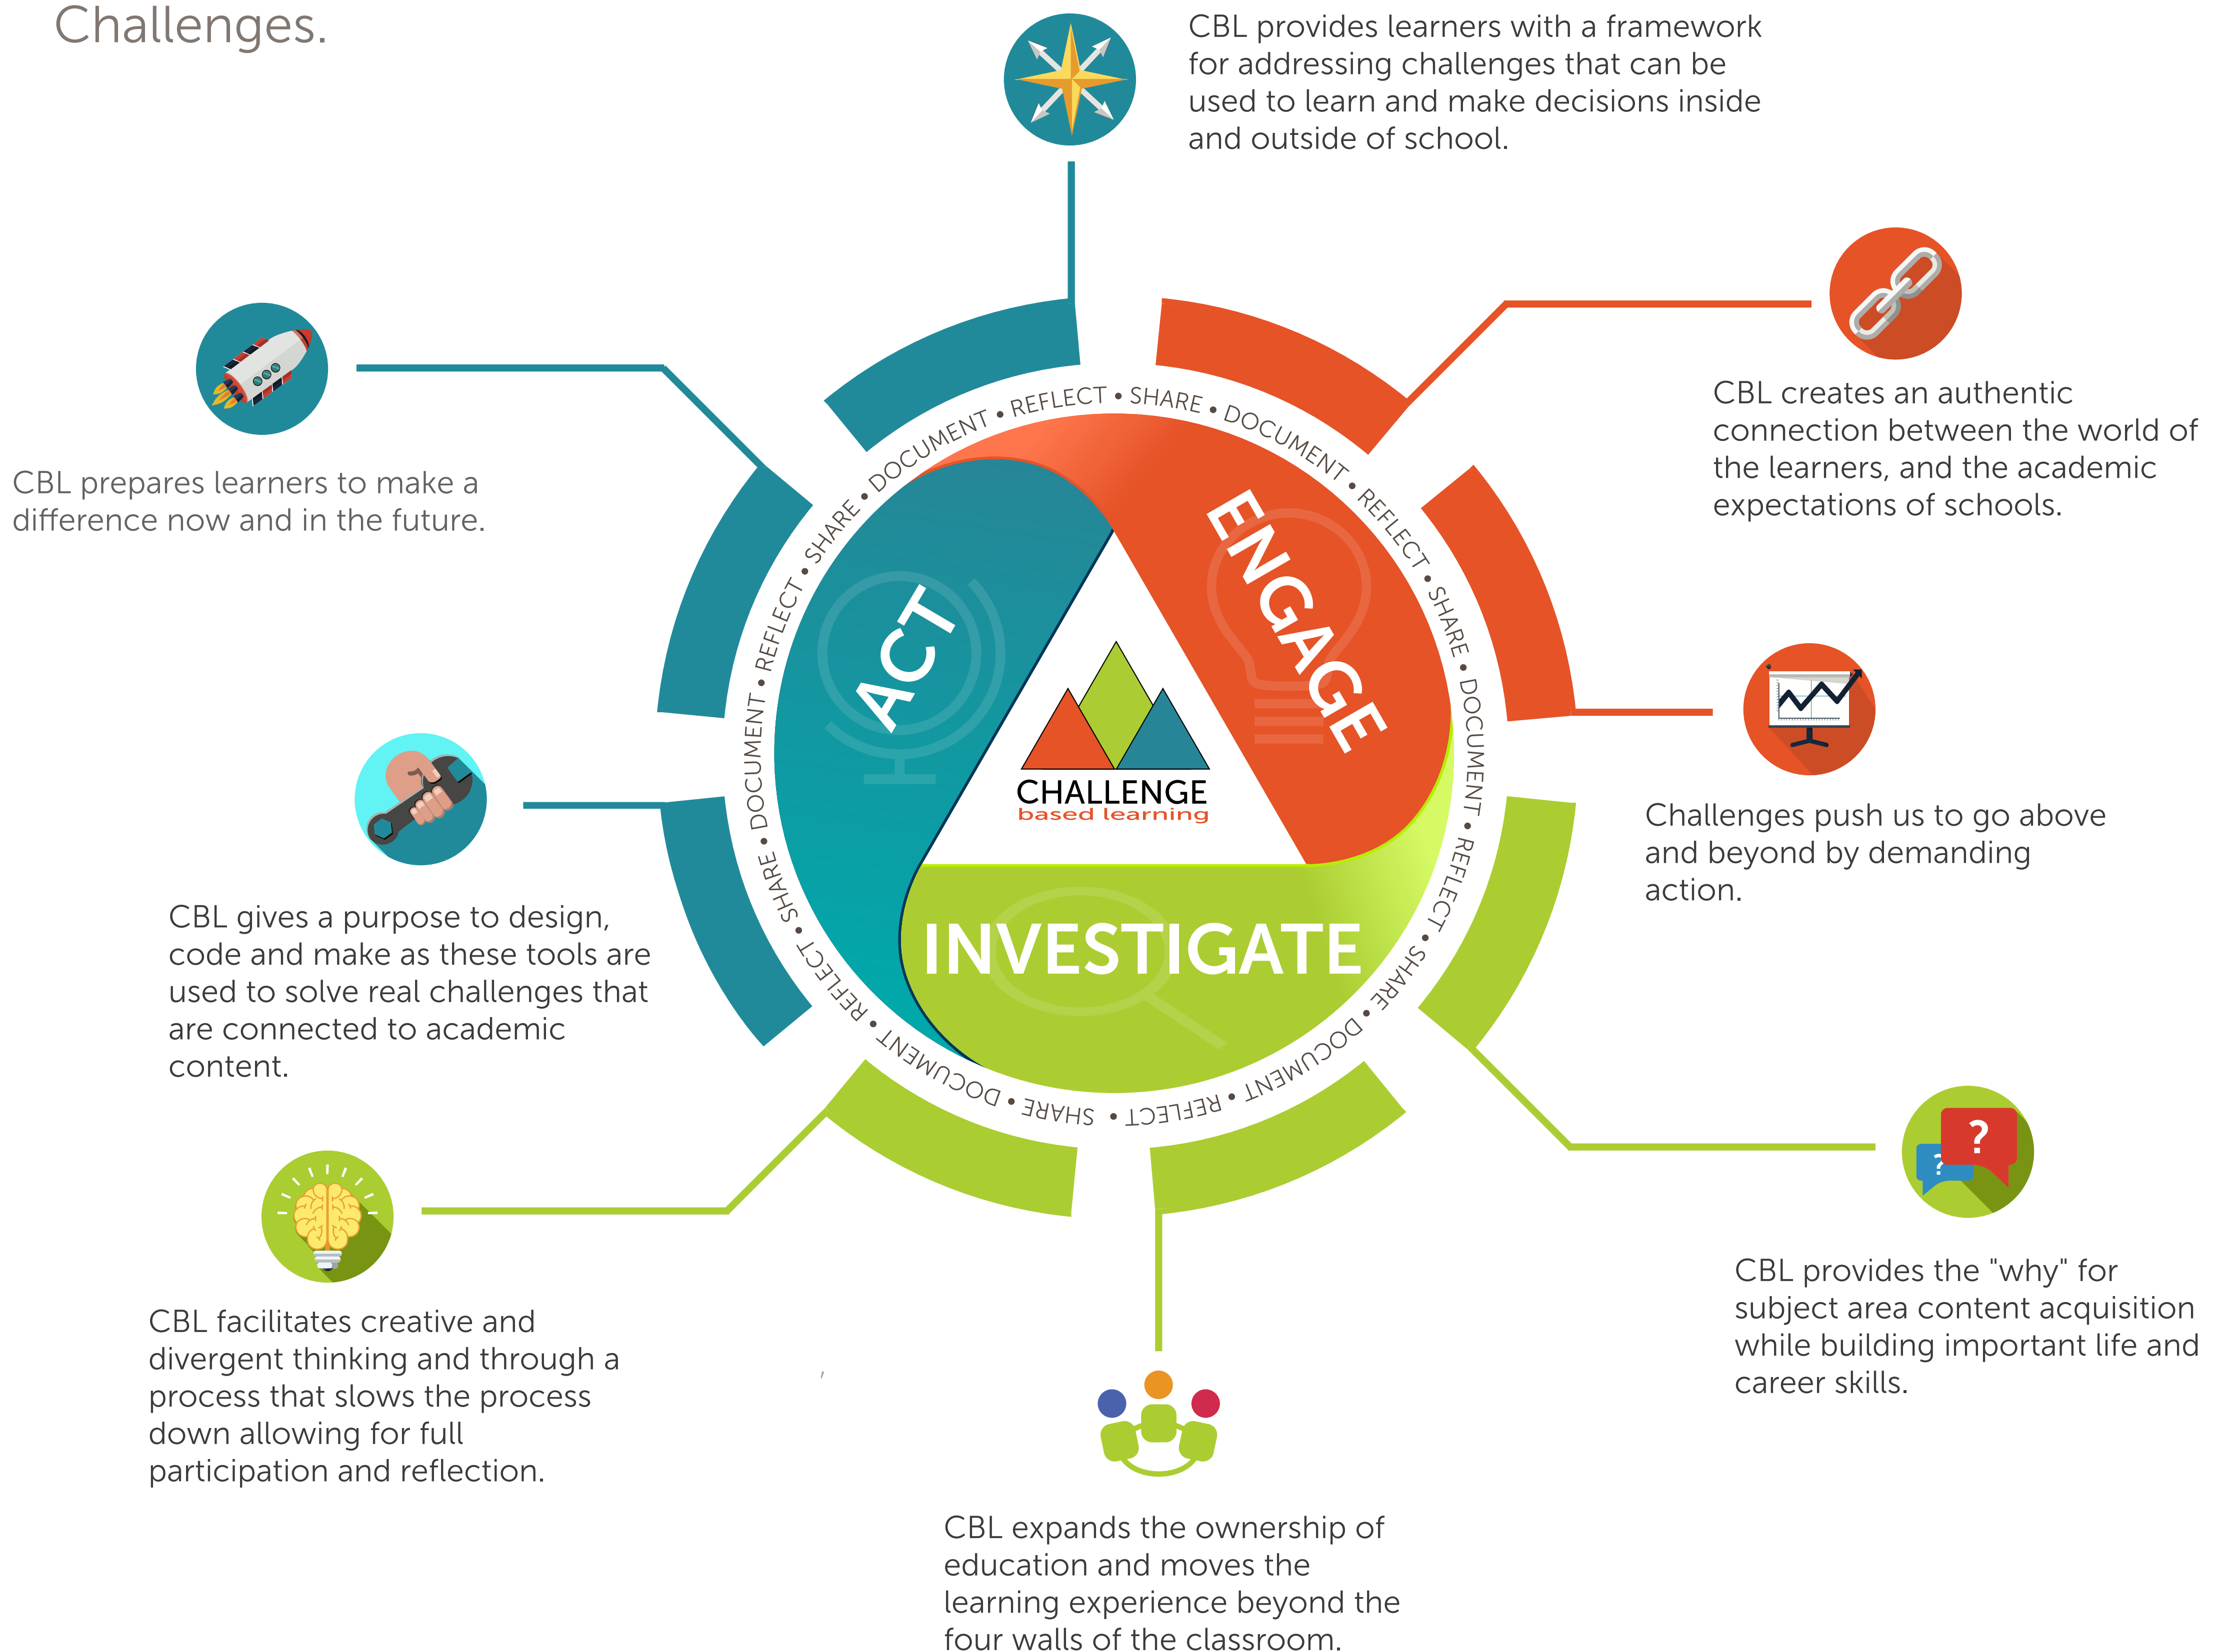 Challenges.
CBL provides learners with a framework
for addressing challenges that can be
used to learn and make decisions inside
and outside of school.
CBL creates an authentic
connection between the world of
the learners, and the academic
expectations of schools.
Challenges push us to go above
and beyond by demanding
action.
CBL provides the "why" for
subject area content acquisition
while building important life and
career skills.
CBL expands the ownership of
education and moves the
learning experience beyond the
four walls of the classroom.
CBL facilitates creative and
divergent thinking and through a
process that slows the process
down allowing for full
participation and reflection.
CBL gives a purpose to design,
code and make as these tools are
used to solve real challenges that
are connected to academic
content.
CBL prepares learners to make a
difference now and in the future.
ENGAGE
INVESTIGATE
ACT
CHALLENGE
based learning
SHARE • DOCUMENT • REFLECT • SHARE • DOCUMENT • REFLECT • SHARE • DOCUMENT • REFLECT • SHARE • DOCUMENT • REFLECT • SHARE • DOCUMENT • REFLECT • SHARE • DOCUMENT • REFLECT •
?
?
,